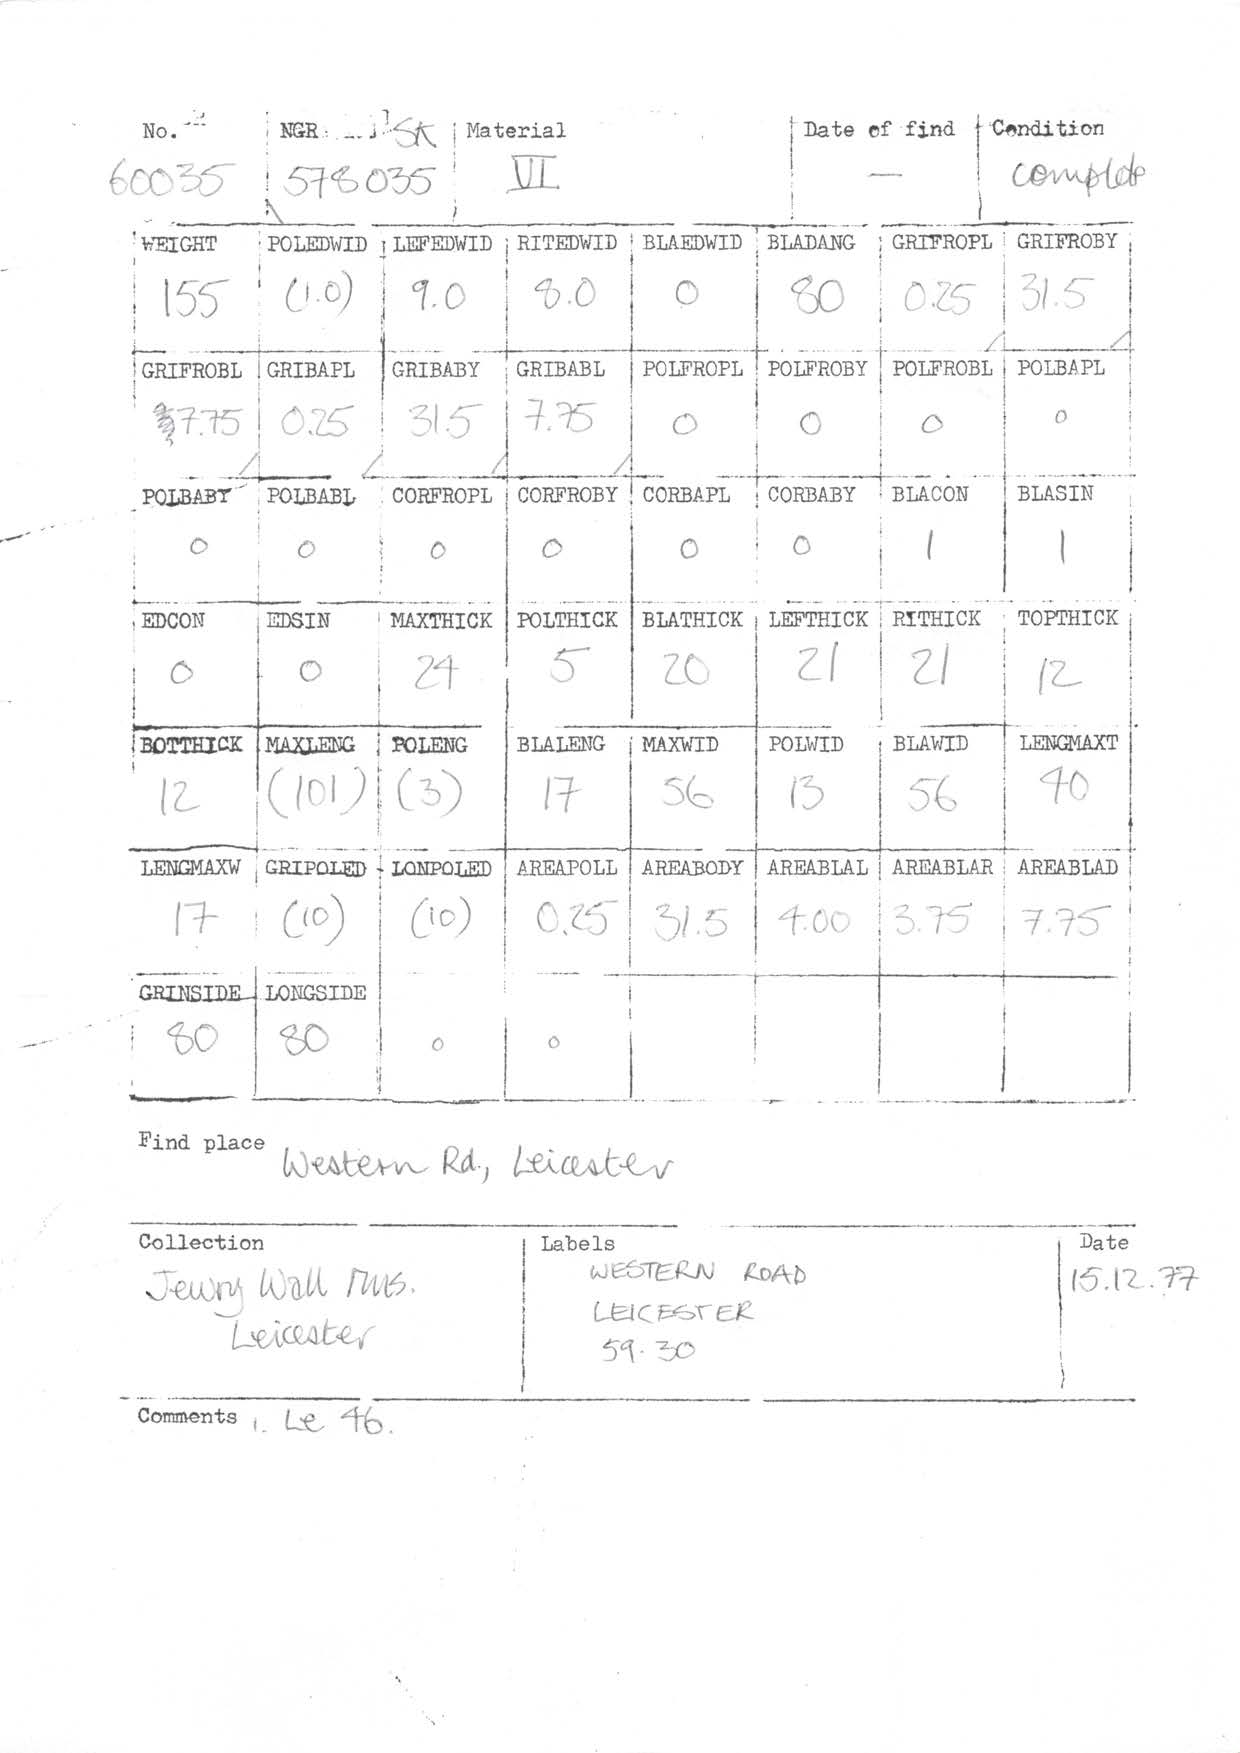 No. NGR SK Material Date of find Condition
60035 578035 VI — complete
WEIGHT POLEDWID LEFEDWID RITEDWID BLAEDWID BLADANG GRIFROPL GRIFROBY
155 (1.0) 9.0 8.0 0 80 0.25 31.5
GRIFROBL GRIBAPL GRIBABY GRIBABL POLFROPL POLFROBY POLFROBL POLBAPL
7.75 0.25 31.5 7.75 0 0 0 0
POLBABY POLBABL CORFROPL CORFROBY CORBAPL CORBABY BLACON BLASIN
0 0 0 0 0 0 1 1
EDCON EDSIN MAXTHICK POLTHICK BLATHICK LEFTHICK RITHICK TOPTHICK
0 0 24 5 20 21 21 12
BOTTHICK MAXLENG POLENG BLALENG MAXWID POLWID BLAWID LENGMAXT
12 (101) (3) 17 56 13 56 40
LENGMAXW GRIPOLED LONPOLED AREAPOLL AREABODY AREABLAL AREABLAR AREABLAD
17 (10) (10) 0.25 31.5 4.00 3.75 7.75
GRINSIDE LONGSIDE
80 80 0 0
Find place Western Rd., Leicester
Collection Labels Date
Jewry Wall Mus. WESTERN ROAD 15.12.77
Leicester LEICESTER
59.30
Comments 1. Le 46.